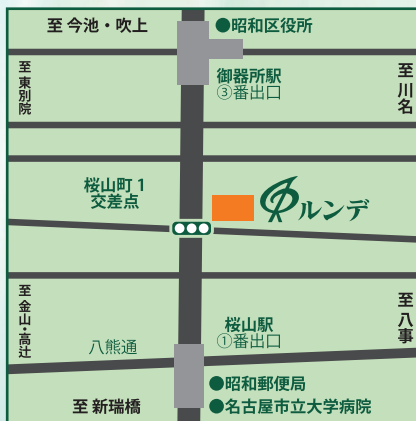 至 今池・吹上
●昭和区役所
至東別院
御器所駅
③番出口
至川名
桜山町1
交差点
ルンデ
至金山・高辻
八熊通
桜山駅
①番出口
至八事
●昭和郵便局
至 新瑞橋
●名古屋市立大学病院